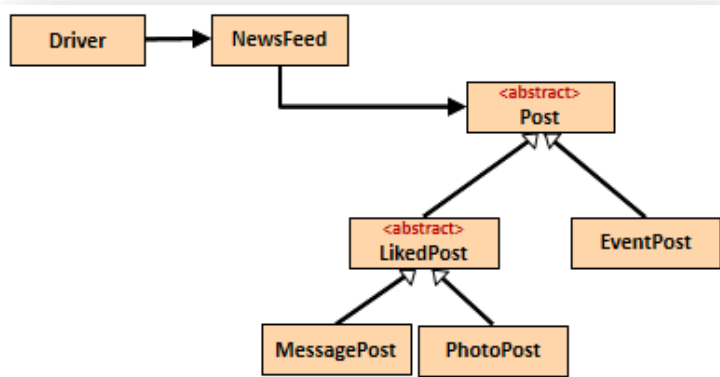 Driver
NewsFeed
<abstract>
Post
<abstract>
LikedPost
EventPost
MessagePost
PhotoPost